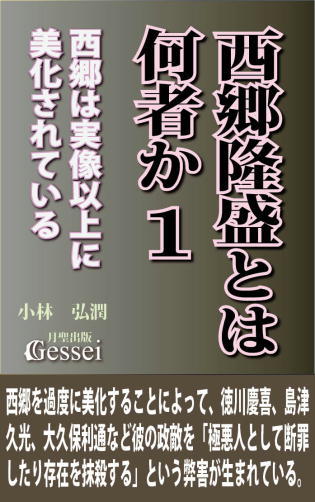 西郷隆盛とは
何者か 1
西郷は実像以上に
美化されている
小林 弘潤
月聖出版
Gessei
西郷を過度に美化することによって、徳川慶喜、島津
久光、大久保利通など彼の政敵を「極悪人として断罪
したり存在を抹殺する」という弊害が生まれている。